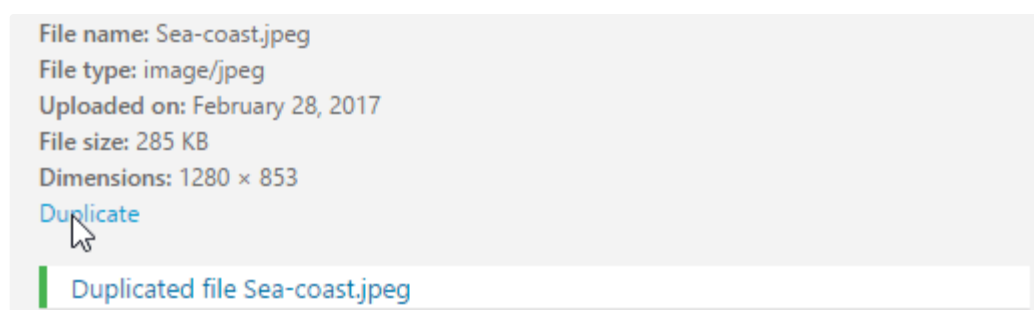 File name: Sea-coast.jpeg
File type: image/jpeg
Uploaded on: February 28, 2017
File size: 285 KB
Dimensions: 1280 × 853
Duplicate
Duplicated file Sea-coast.jpeg